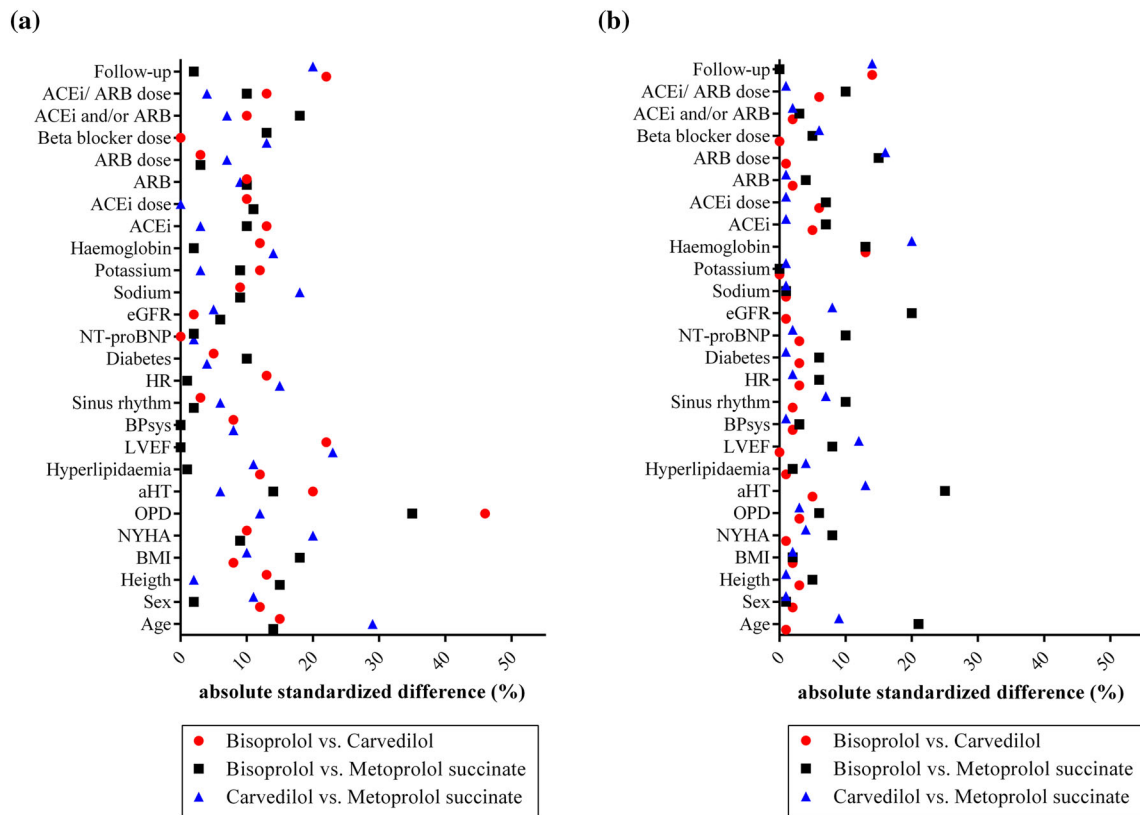 (a)
Follow-up
ACEi/ ARB dose
ACEi and/or ARB
Beta blocker dose
ARB dose
ARB
ACEi dose
ACEi
Haemoglobin
Potassium
Sodium
eGFR
NT-proBNP
Diabetes
HR
Sinus rhythm
BPsys
LVEF
Hyperlipidaemia
aHT
OPD
NYHA
BMI
Heigth
Sex
Age
0 10 20 30 40 50
absolute standardized difference (%)
Bisoprolol vs. Carvedilol
Bisoprolol vs. Metoprolol succinate
Carvedilol vs. Metoprolol succinate
(b)
Follow-up
ACEi/ ARB dose
ACEi and/or ARB
Beta blocker dose
ARB dose
ARB
ACEi dose
ACEi
Haemoglobin
Potassium
Sodium
eGFR
NT-proBNP
Diabetes
HR
Sinus rhythm
BPsys
LVEF
Hyperlipidaemia
aHT
OPD
NYHA
BMI
Heigth
Sex
Age
0 10 20 30 40 50
absolute standardized difference (%)
Bisoprolol vs. Carvedilol
Bisoprolol vs. Metoprolol succinate
Carvedilol vs. Metoprolol succinate